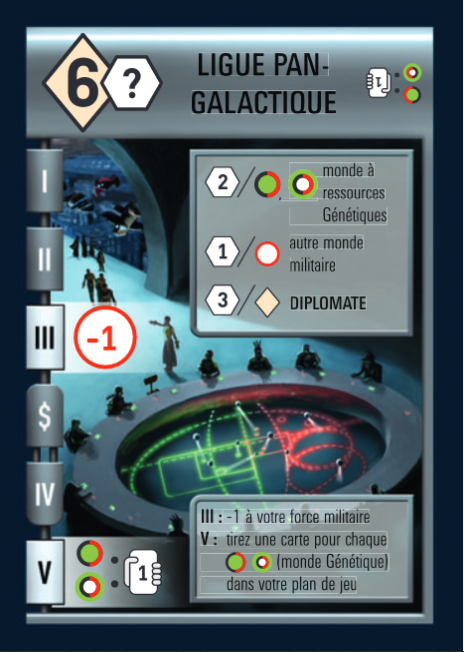 6 ?
LIGUE PAN-
GALACTIQUE
1
I
II
III
$
IV
V
-1
2 / , monde à
ressources
Génétiques
1 / autre monde
militaire
3 / DIPLOMATE
III : -1 à votre force militaire
V : tirez une carte pour chaque
(monde Génétique)
dans votre plan de jeu
: 1